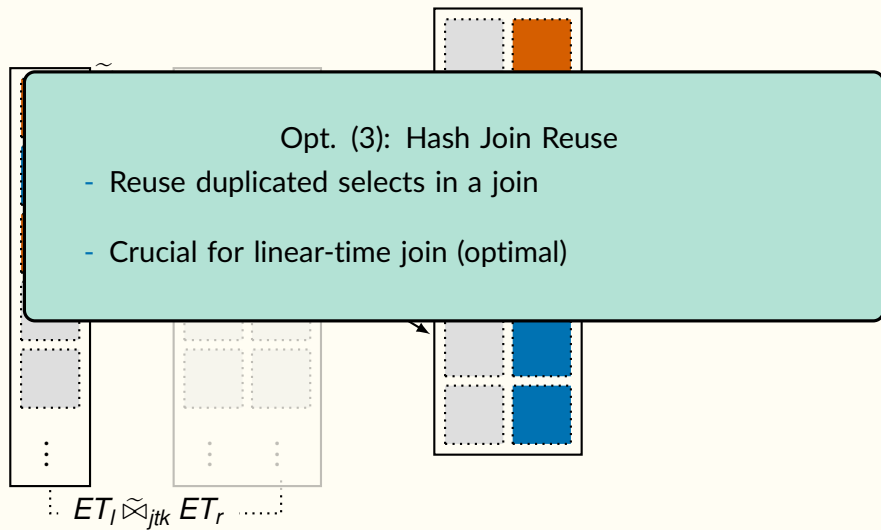 Opt. (3): Hash Join Reuse
- Reuse duplicated selects in a join
- Crucial for linear-time join (optimal)
ET_l ⋈̃_jtk ET_r